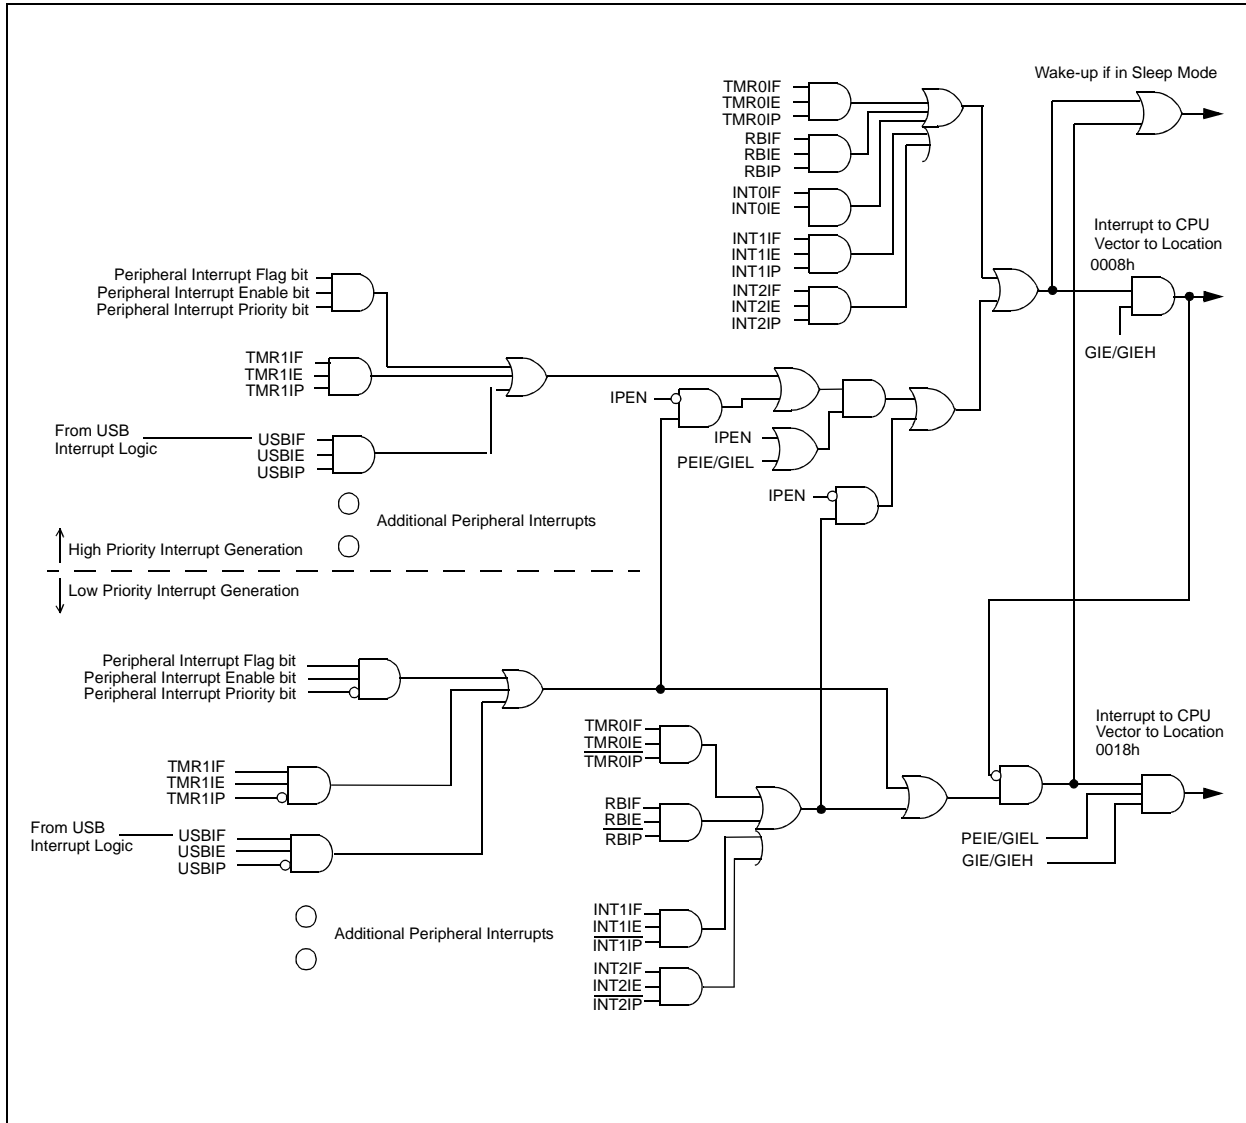 Wake-up if in Sleep Mode
TMR0IF
TMR0IE
TMR0IP
RBIF
RBIE
RBIP
INT0IF
INT0IE
INT1IF
INT1IE
INT1IP
INT2IF
INT2IE
INT2IP
Interrupt to CPU
Vector to Location
0008h
GIE/GIEH
Peripheral Interrupt Flag bit
Peripheral Interrupt Enable bit
Peripheral Interrupt Priority bit
TMR1IF
TMR1IE
TMR1IP
From USB
Interrupt Logic
USBIF
USBIE
USBIP
IPEN
IPEN
PEIE/GIEL
IPEN
Additional Peripheral Interrupts
High Priority Interrupt Generation
Low Priority Interrupt Generation
Peripheral Interrupt Flag bit
Peripheral Interrupt Enable bit
Peripheral Interrupt Priority bit
TMR1IF
TMR1IE
TMR1IP
From USB
Interrupt Logic
USBIF
USBIE
USBIP
Additional Peripheral Interrupts
TMR0IF
TMR0IE
TMR0IP
RBIF
RBIE
RBIP
INT1IF
INT1IE
INT1IP
INT2IF
INT2IE
INT2IP
Interrupt to CPU
Vector to Location
0018h
PEIE/GIEL
GIE/GIEH